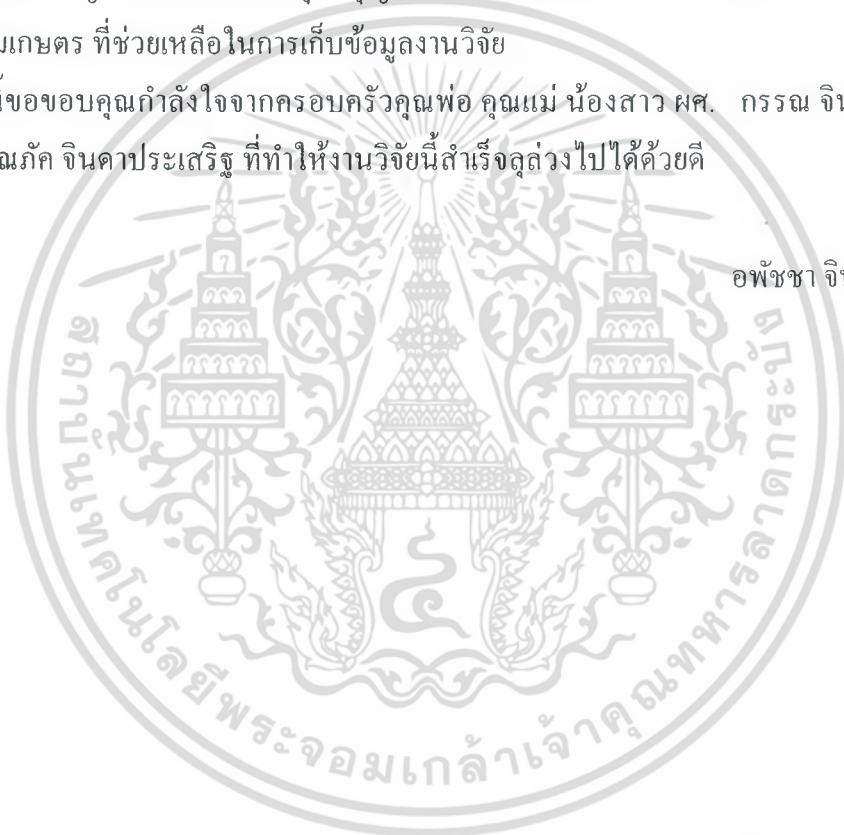 มเกษตร ที่ช่วยเหลือในการเก็บข้อมูลงานวิจัย
ขอขอบคุณกำลังใจจากครอบครัวคุณพ่อ คุณแม่ น้องสาว ผศ. กรรณ จิน
ณภัค จินดาประเสริฐ ที่ทำให้งานวิจัยนี้สำเร็จลุล่วงไปได้ด้วยดี
อพัชชา จิน
สถาบันเทคโนโลยีพระจอมเกล้าเจ้าคุณทหารลาดกระบัง
๔